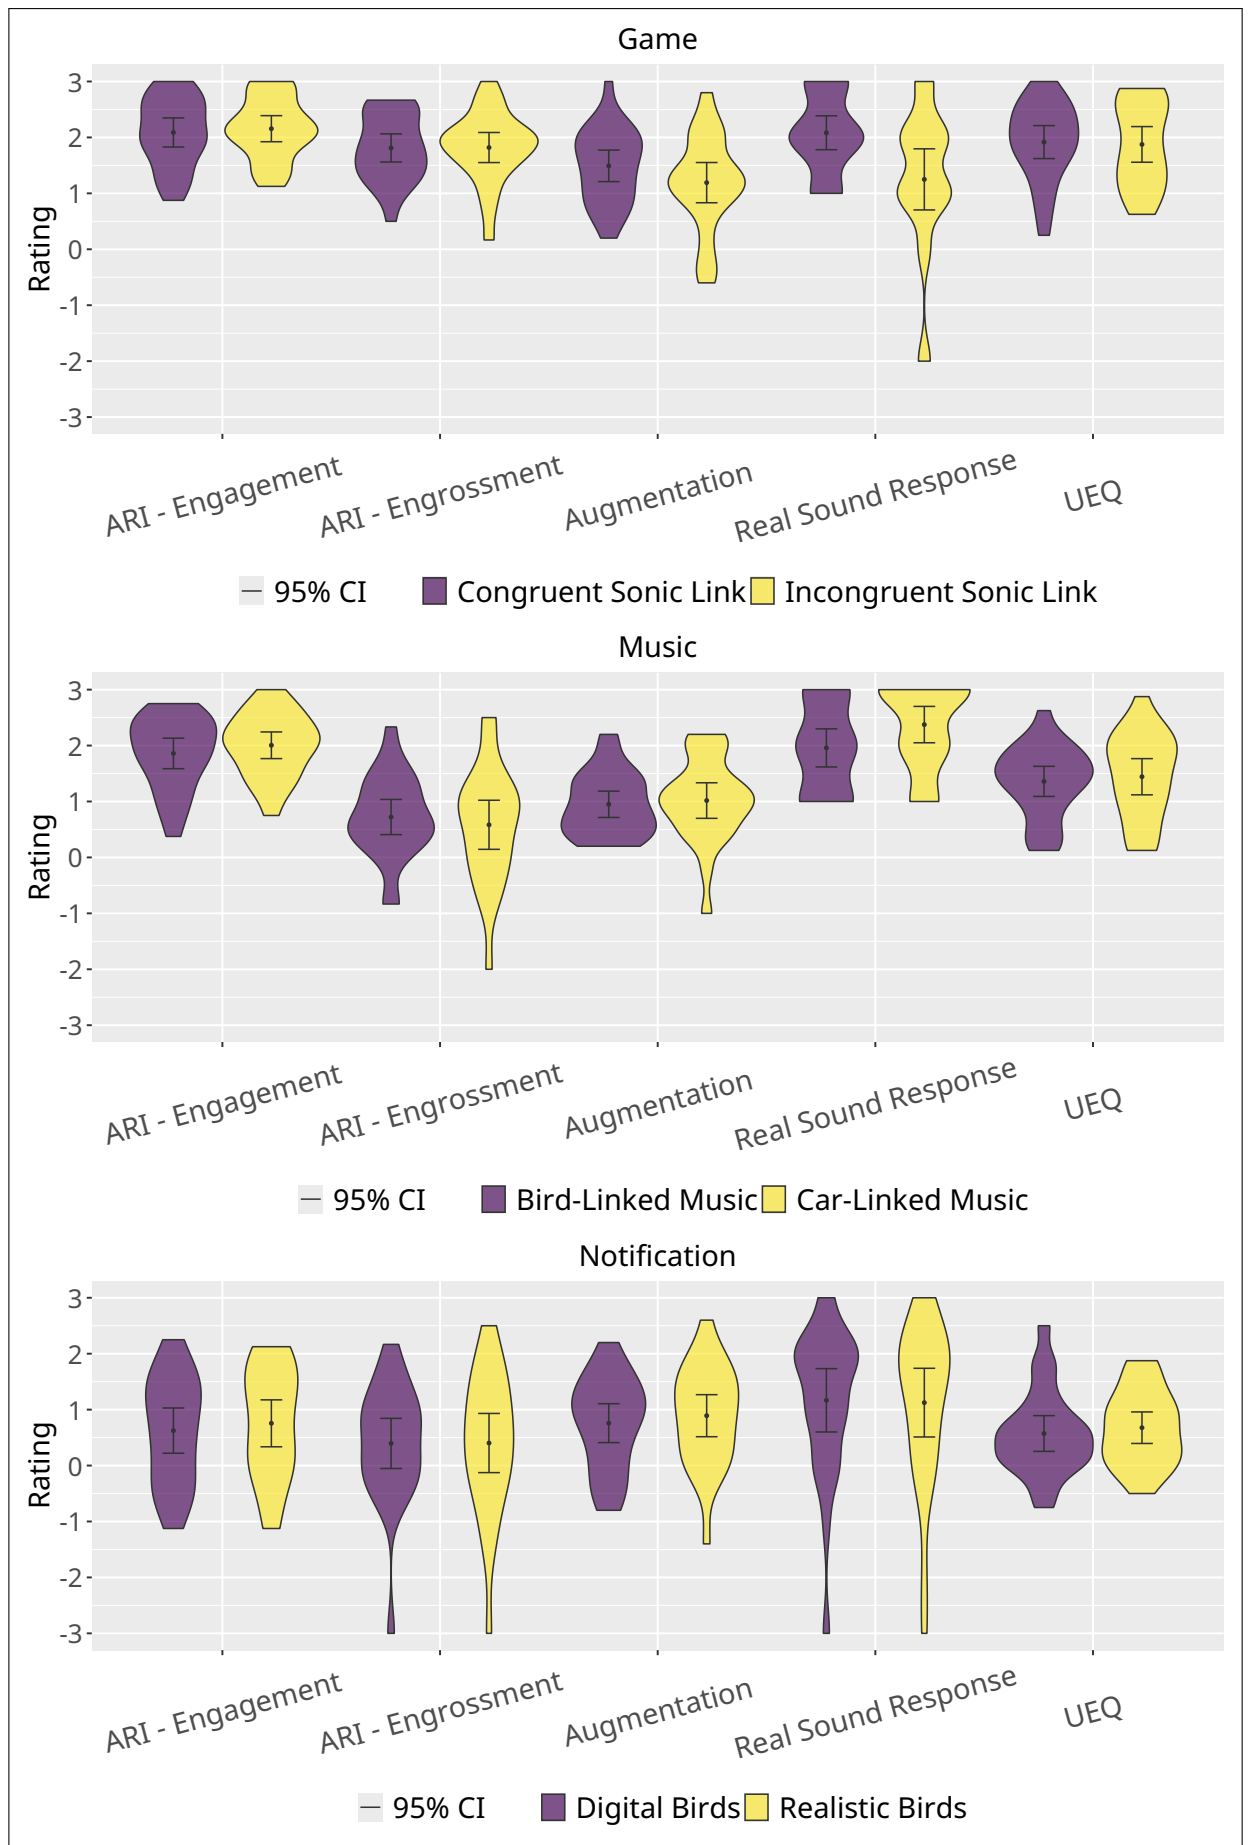 Game
3
2
1
0
-1
-2
-3
Rating
ARI - Engagement
ARI - Engrossment
Augmentation
Real Sound Response
UEQ
95% CI Congruent Sonic Link Incongruent Sonic Link
Music
3
2
1
0
-1
-2
-3
Rating
ARI - Engagement
ARI - Engrossment
Augmentation
Real Sound Response
UEQ
95% CI Bird-Linked Music Car-Linked Music
Notification
3
2
1
0
-1
-2
-3
Rating
ARI - Engagement
ARI - Engrossment
Augmentation
Real Sound Response
UEQ
95% CI Digital Birds Realistic Birds